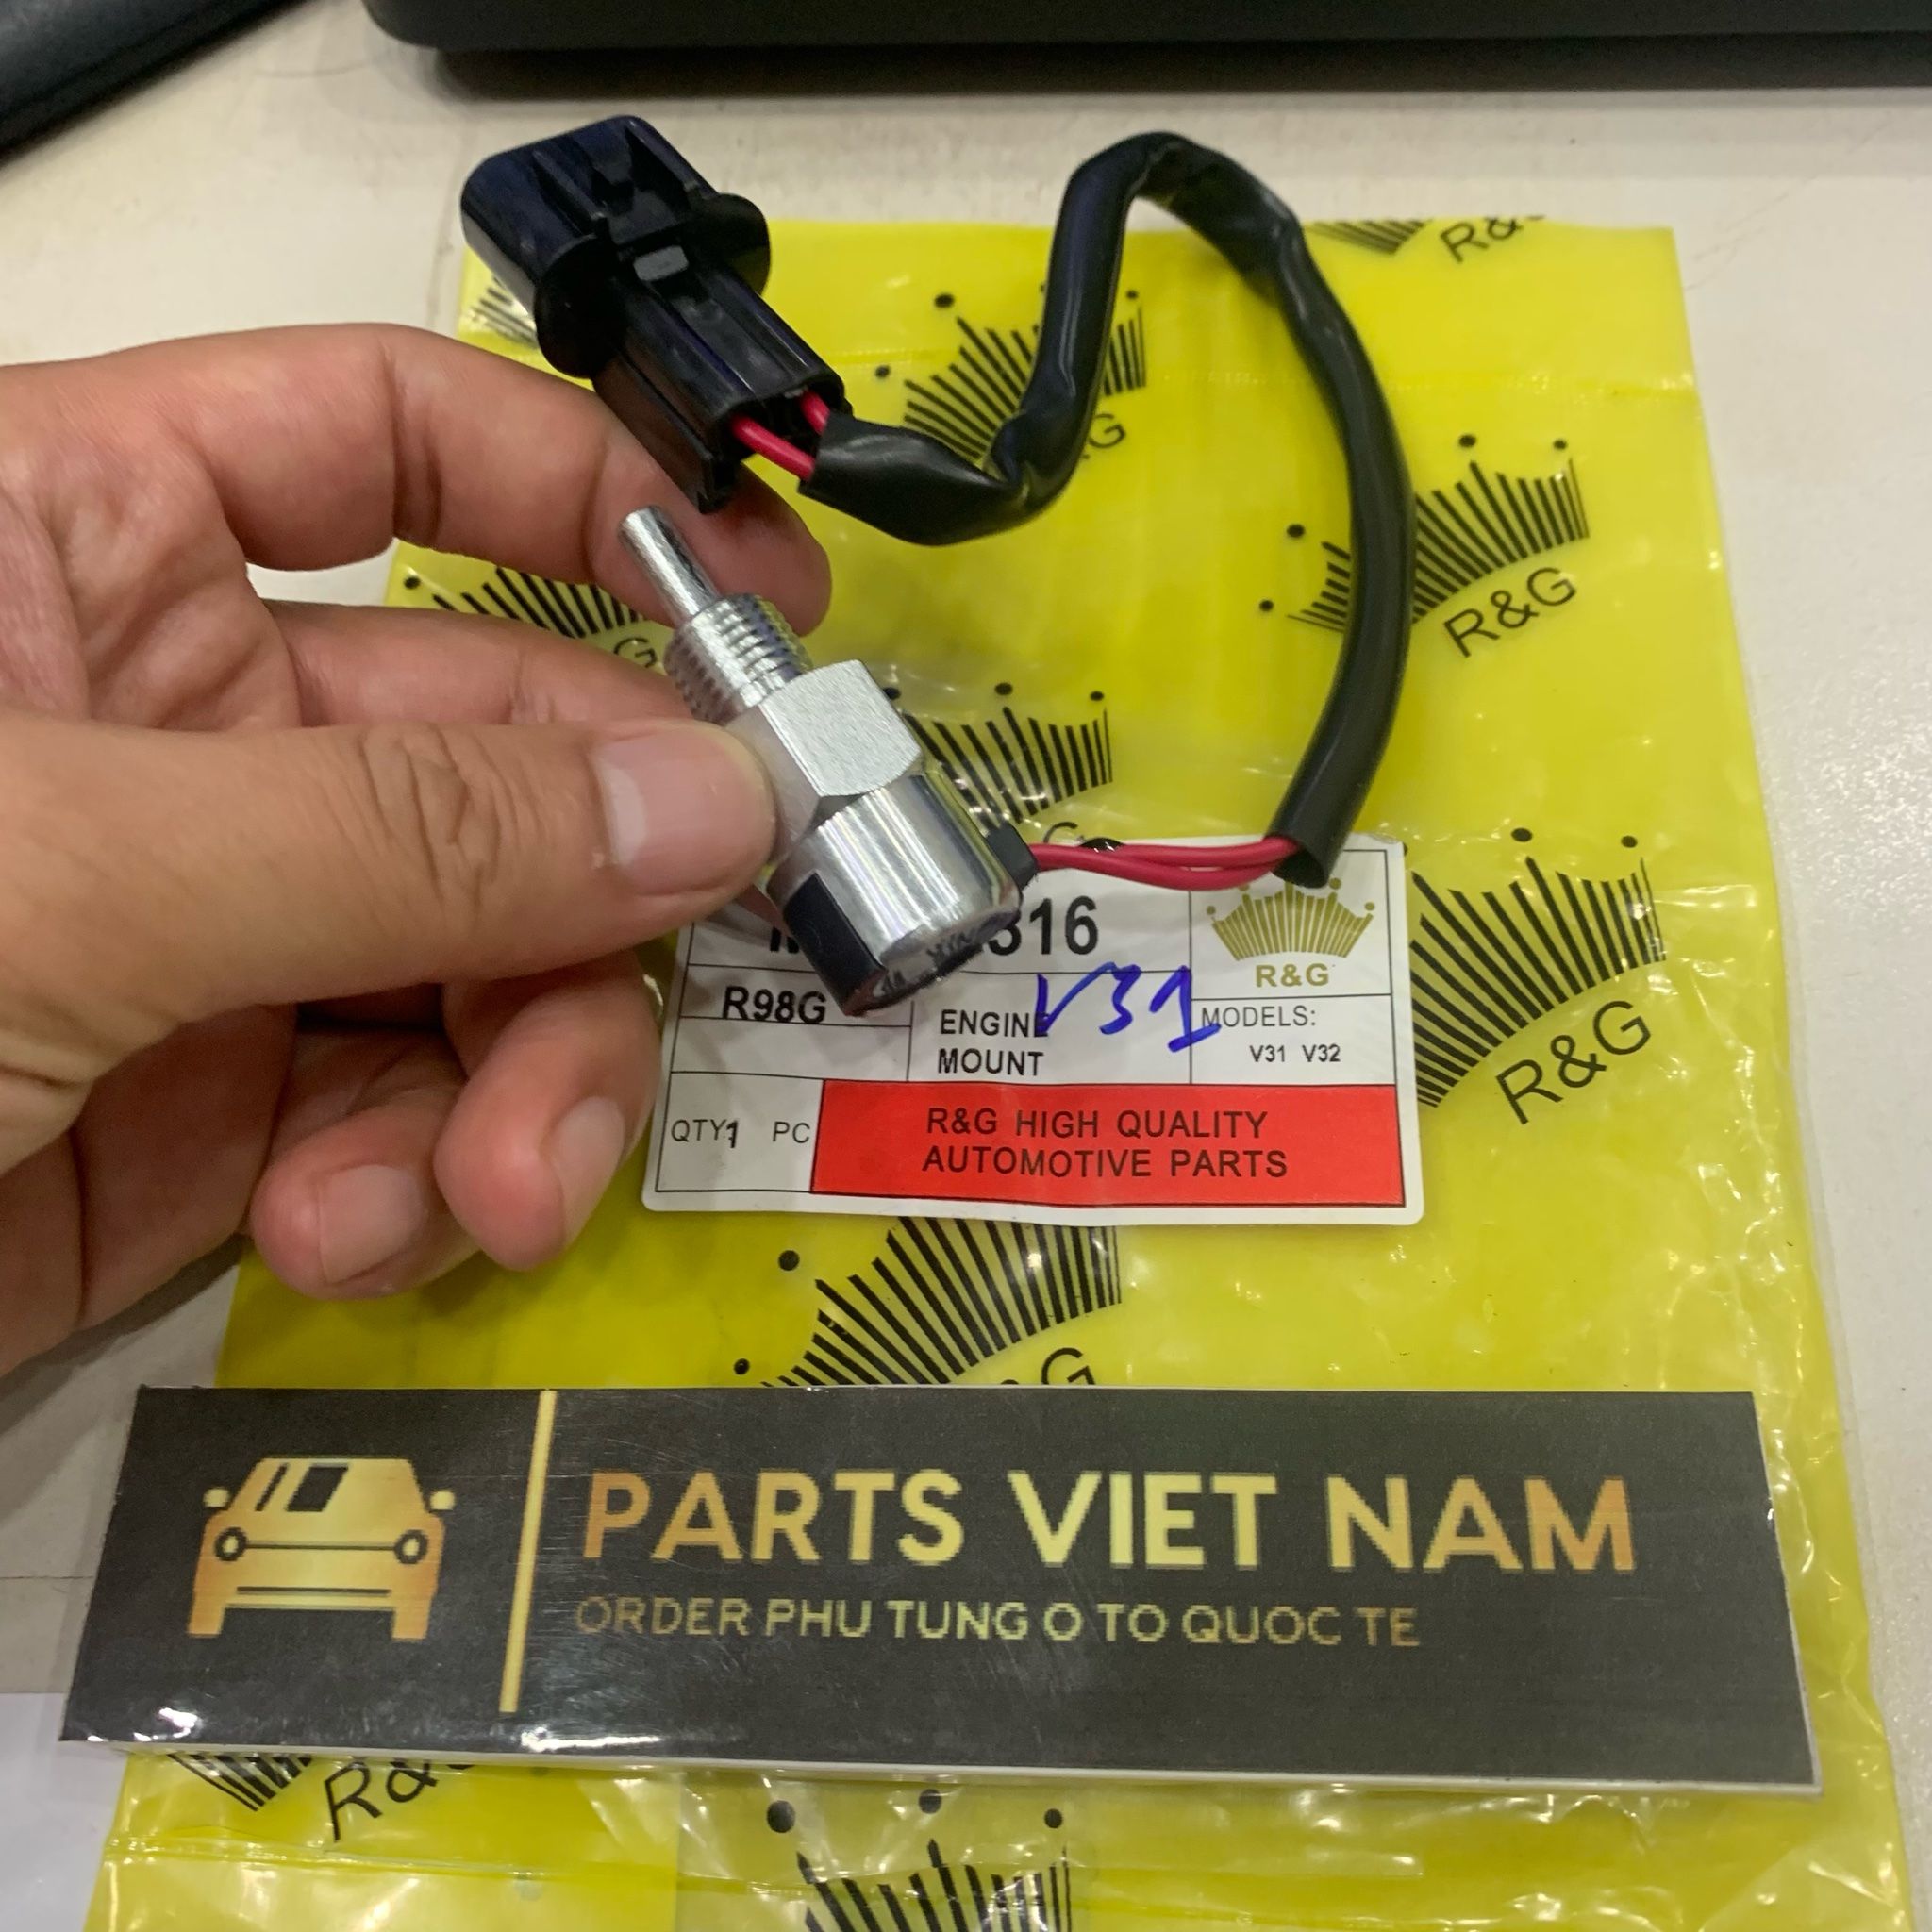 R&G
R&G
R&G
316
R&G
R98G
ENGINE
MOUNT
V31
MODELS:
V31 V32
QTY: 1 PC
R&G HIGH QUALITY
AUTOMOTIVE PARTS
PARTS VIET NAM
ORDER PHU TUNG O TO QUOC TE